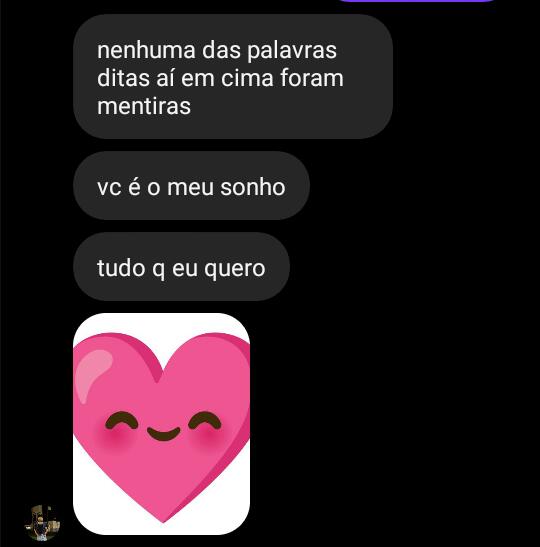 nenhuma das palavras
ditas aí em cima foram
mentiras
vc é o meu sonho
tudo q eu quero